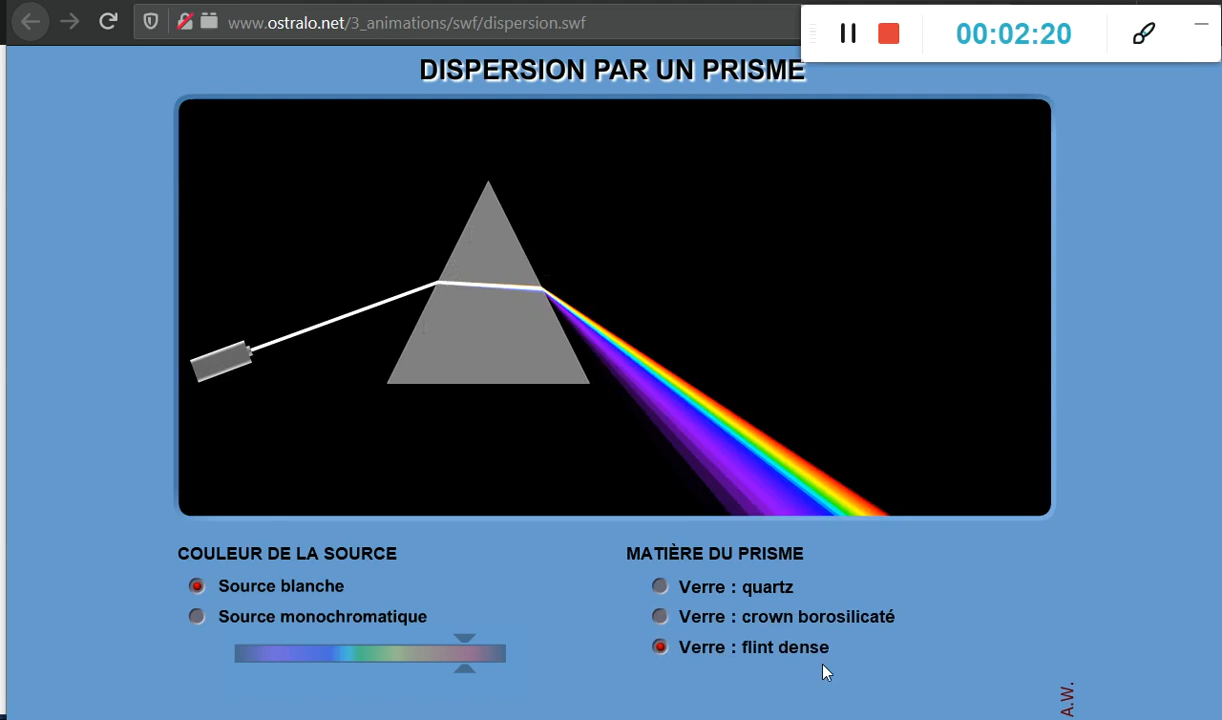 www.ostralo.net/3_animations/swf/dispersion.swf
00:02:20
DISPERSION PAR UN PRISME
COULEUR DE LA SOURCE
Source blanche
Source monochromatique
MATIÈRE DU PRISME
Verre : quartz
Verre : crown borosilicaté
Verre : flint dense
A.W.